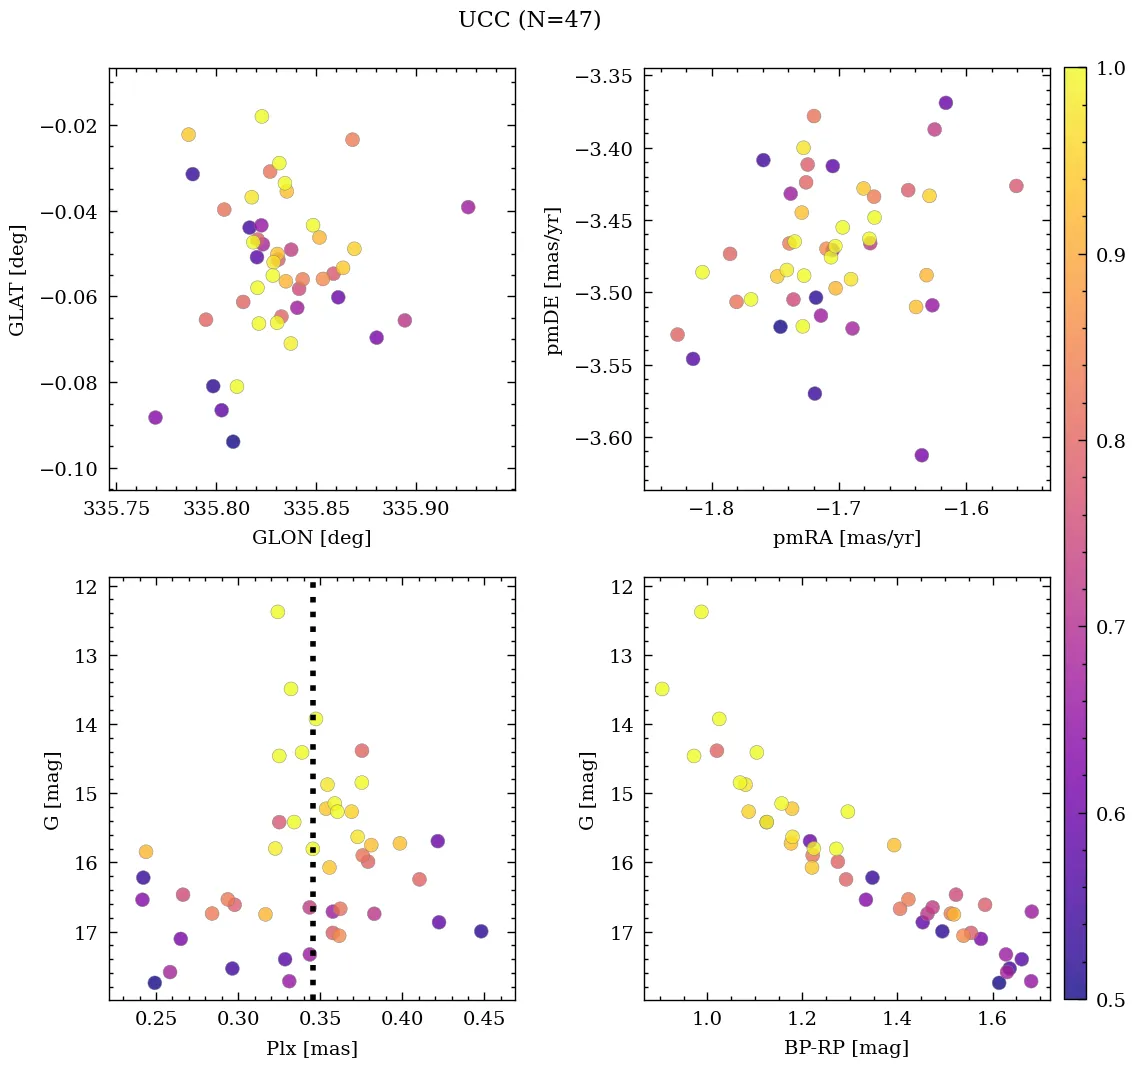 UCC (N=47)
−0.02
−0.04
−0.06
−0.08
−0.10
GLAT [deg]
335.75 335.80 335.85 335.90
GLON [deg]
−3.35
−3.40
−3.45
−3.50
−3.55
−3.60
pmDE [mas/yr]
−1.8 −1.7 −1.6
pmRA [mas/yr]
12
13
14
15
16
17
G [mag]
0.25 0.30 0.35 0.40 0.45
Plx [mas]
12
13
14
15
16
17
G [mag]
1.0 1.2 1.4 1.6
BP-RP [mag]
1.0
0.9
0.8
0.7
0.6
0.5